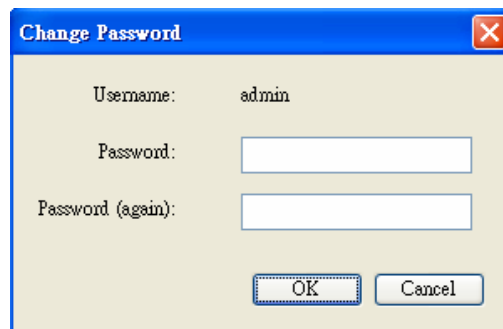 Change Password
Username: admin
Password:
Password (again):
OK Cancel